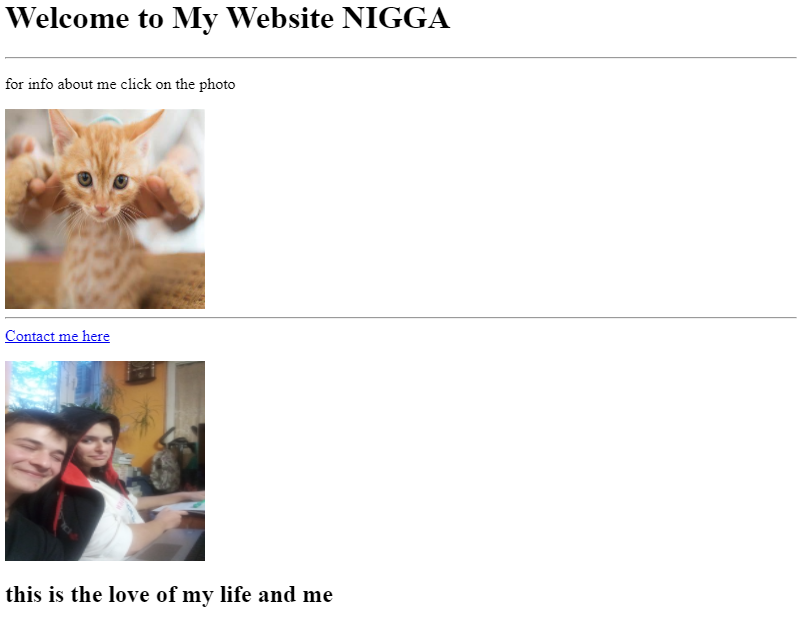 Welcome to My Website NIGGA
for info about me click on the photo
Contact me here
this is the love of my life and me